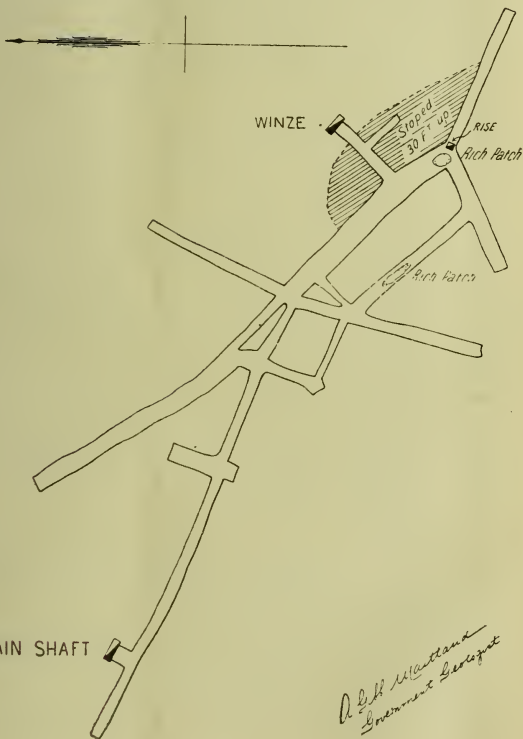 WINZE
Stoped
30 FT up
RISE
Rich Patch
Rich Patch
AIN SHAFT
A Gibb Maitland
Government Geologist